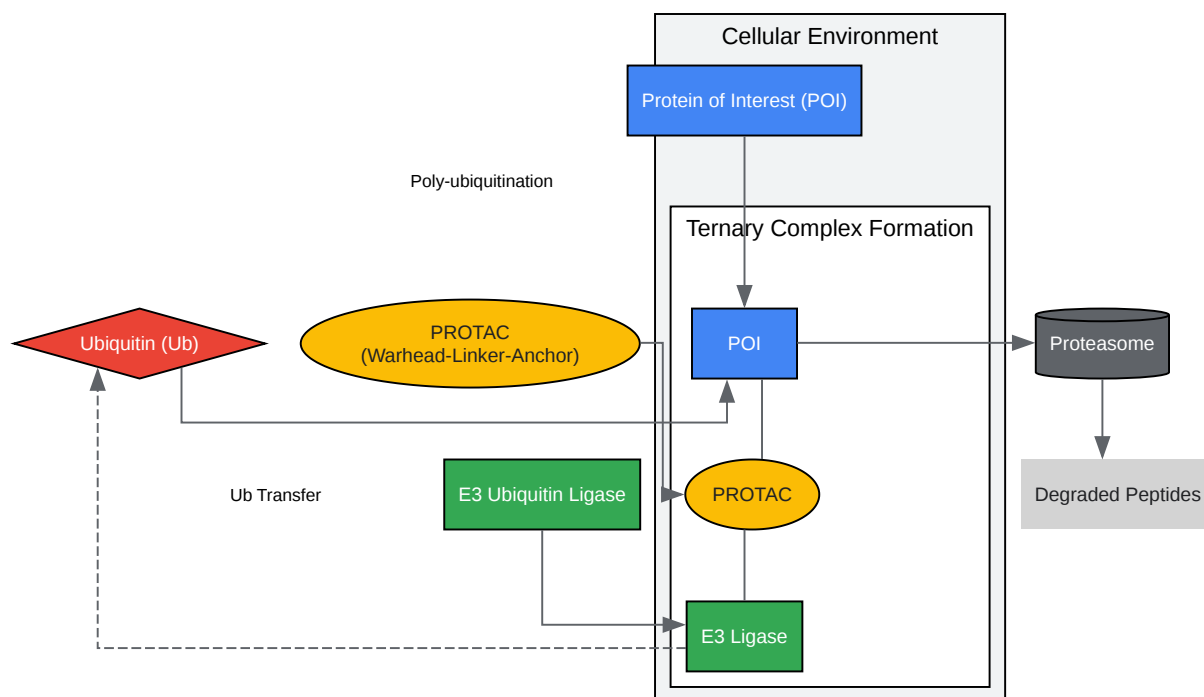 Cellular Environment
Protein of Interest (POI)
Poly-ubiquitination
Ternary Complex Formation
Ubiquitin (Ub)
PROTAC
(Warhead-Linker-Anchor)
POI
Proteasome
Ub Transfer
E3 Ubiquitin Ligase
PROTAC
Degraded Peptides
E3 Ligase